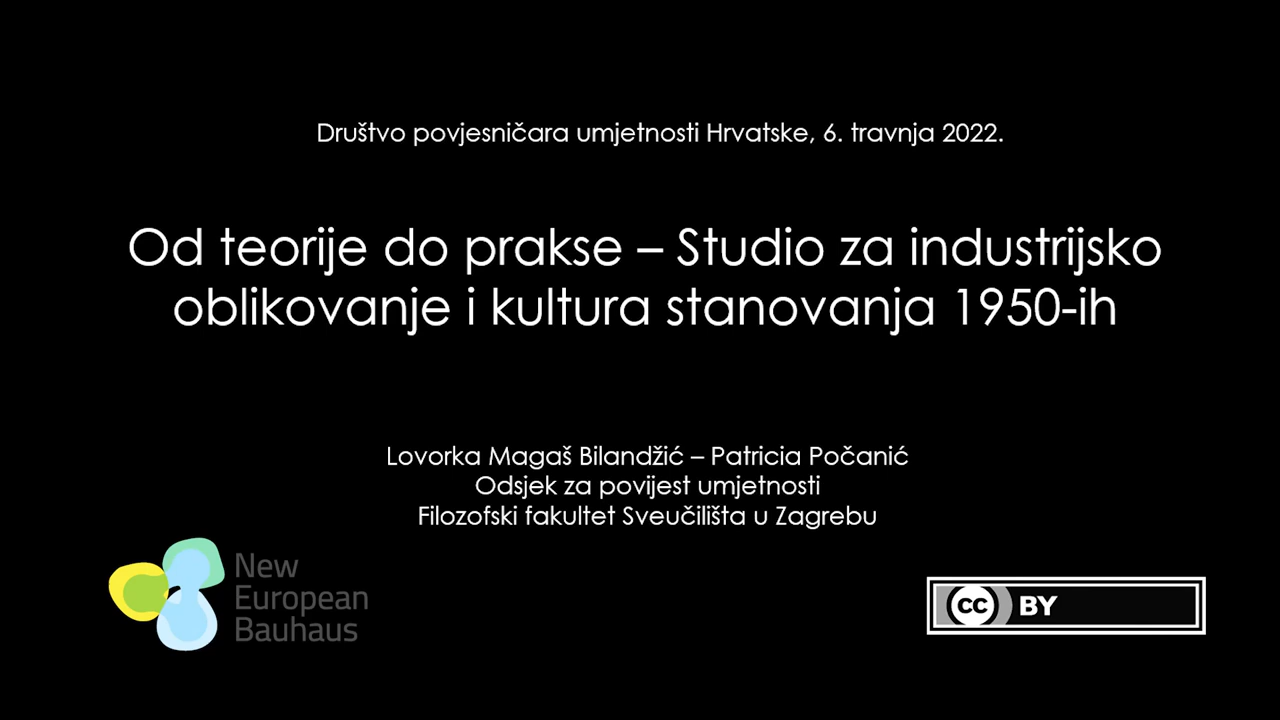 Društvo povjesničara umjetnosti Hrvatske, 6. travnja 2022.
Od teorije do prakse – Studio za industrijsko
oblikovanje i kultura stanovanja 1950-ih
Lovorka Magaš Bilandžić – Patricia Počanić
Odsjek za povijest umjetnosti
Filozofski fakultet Sveučilišta u Zagrebu
New
European
Bauhaus
CC BY